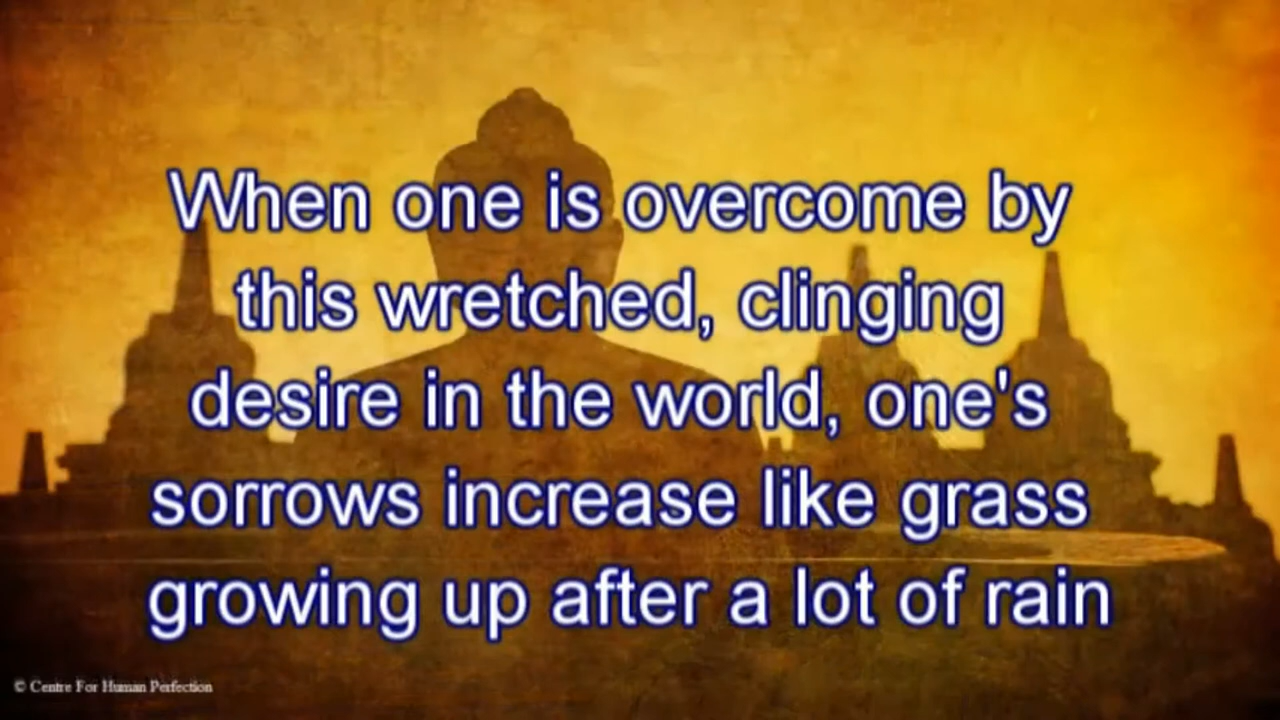 When one is overcome by
this wretched, clinging
desire in the world, one's
sorrows increase like grass
growing up after a lot of rain
© Centre For Human Perfection